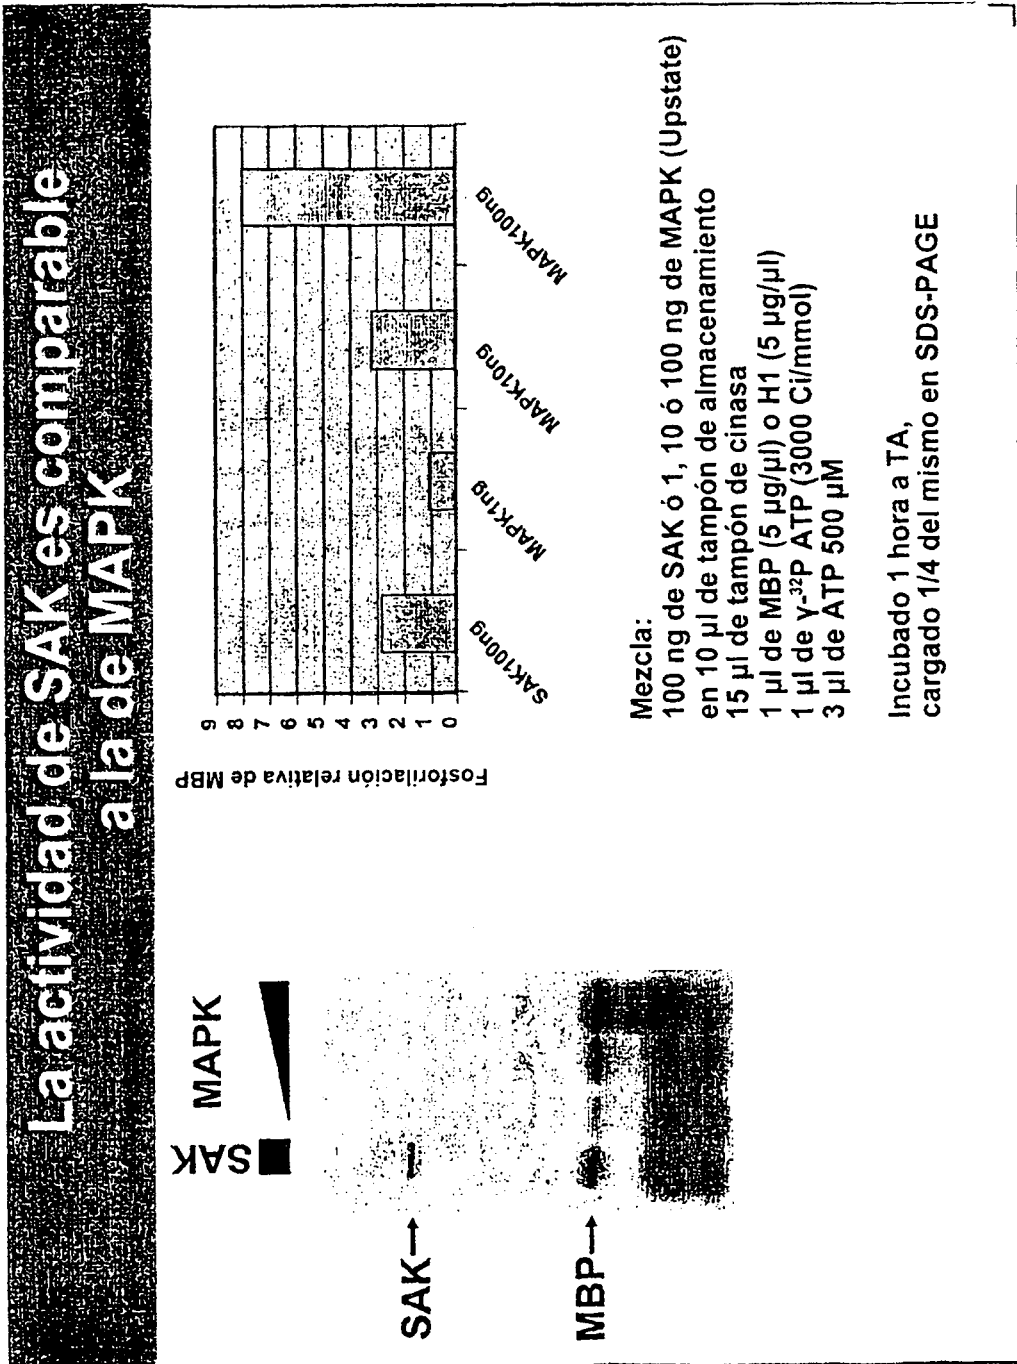 La actividad de SAK es comparable
a la de MAPK
SAK
MAPK
SAK→
MBP→
Fosforilación relativa de MBP
9
8
7
6
5
4
3
2
1
0
SAK100ng
MAPK1ng
MAPK10ng
MAPK100ng
Mezcla:
100 ng de SAK ó 1, 10 ó 100 ng de MAPK (Upstate)
en 10 µl de tampón de almacenamiento
15 µl de tampón de cinasa
1 µl de MBP (5 µg/µl) o H1 (5 µg/µl)
1 µl de γ-³²P ATP (3000 Ci/mmol)
3 µl de ATP 500 µM
Incubado 1 hora a TA,
cargado 1/4 del mismo en SDS-PAGE